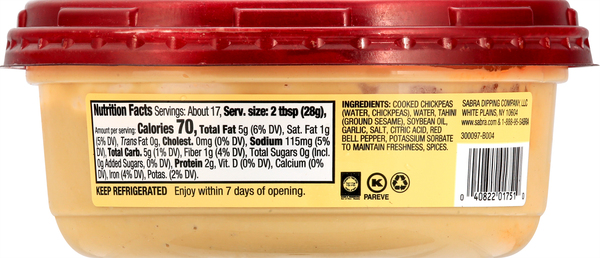 Nutrition Facts Servings: About 17, Serv. size: 2 tbsp (28g),
Amount per serving: Calories 70, Total Fat 5g (6% DV), Sat. Fat 1g
(5% DV), Trans Fat 0g, Cholest. 0mg (0% DV), Sodium 115mg (5%
DV), Total Carb. 5g (1% DV), Fiber 1g (4% DV), Total Sugars 0g (Incl.
0g Added Sugars, 0% DV), Protein 2g, Vit. D (0% DV), Calcium (0%
DV), Iron (4% DV), Potas. (2% DV).
KEEP REFRIGERATED Enjoy within 7 days of opening.
INGREDIENTS: COOKED CHICKPEAS
(WATER, CHICKPEAS), WATER, TAHINI
(GROUND SESAME), SOYBEAN OIL,
GARLIC, SALT, CITRIC ACID, RED
BELL PEPPER, POTASSIUM SORBATE
TO MAINTAIN FRESHNESS, SPICES.
K
PAREVE
SABRA DIPPING COMPANY, LLC
WHITE PLAINS, NY 10604
www.sabra.com & 1-888-95-SABRA
300097-B004
0 40822 01751 0